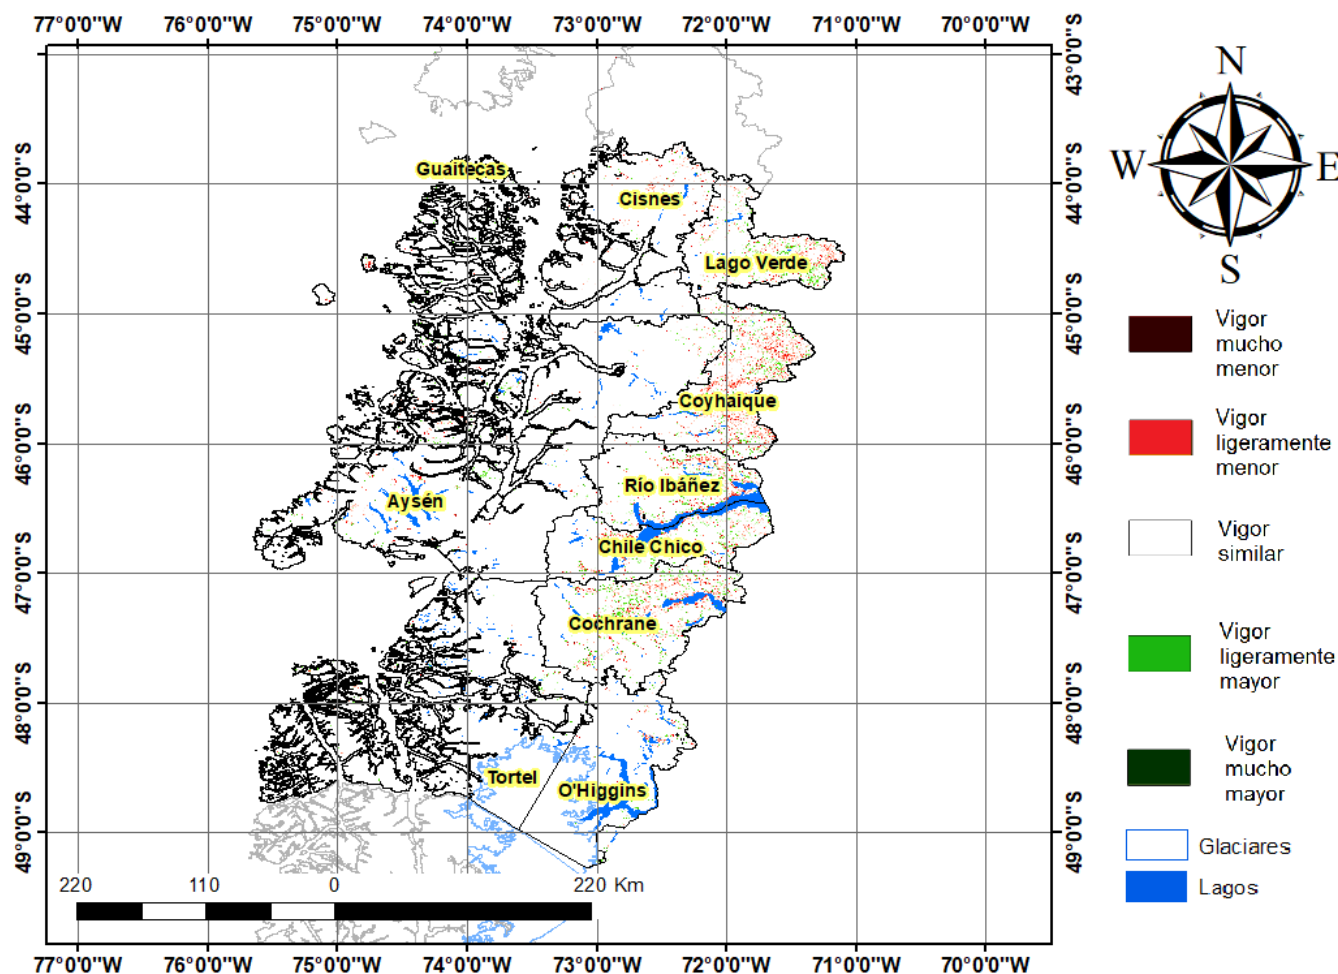 77°0'0"W 76°0'0"W 75°0'0"W 74°0'0"W 73°0'0"W 72°0'0"W 71°0'0"W 70°0'0"W
43°0'0"S
N
W
E
S
44°0'0"S
44°0'0"S
Guaitecas
Cisnes
Lago Verde
45°0'0"S
45°0'0"S
Vigor
mucho
menor
Coyhaique
Vigor
ligeramente
menor
46°0'0"S
46°0'0"S
Río Ibáñez
Aysén
Chile Chico
Vigor
similar
47°0'0"S
47°0'0"S
Cochrane
Vigor
ligeramente
mayor
48°0'0"S
48°0'0"S
Tortel
O'Higgins
Vigor
mucho
mayor
49°0'0"S
49°0'0"S
Glaciares
Lagos
220 110 0 220 Km
77°0'0"W 76°0'0"W 75°0'0"W 74°0'0"W 73°0'0"W 72°0'0"W 71°0'0"W 70°0'0"W